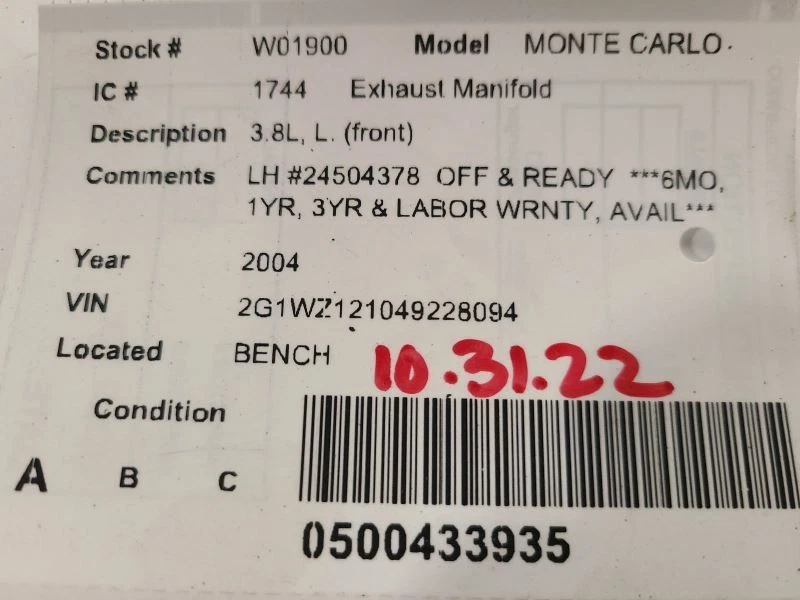 Stock # W01900 Model MONTE CARLO
IC # 1744 Exhaust Manifold
Description 3.8L, L. (front)
Comments LH #24504378 OFF & READY ***6MO,
1YR, 3YR & LABOR WRNTY, AVAIL***
Year 2004
VIN 2G1WZ121049228094
Located BENCH 10.31.22
Condition
A B C
0500433935